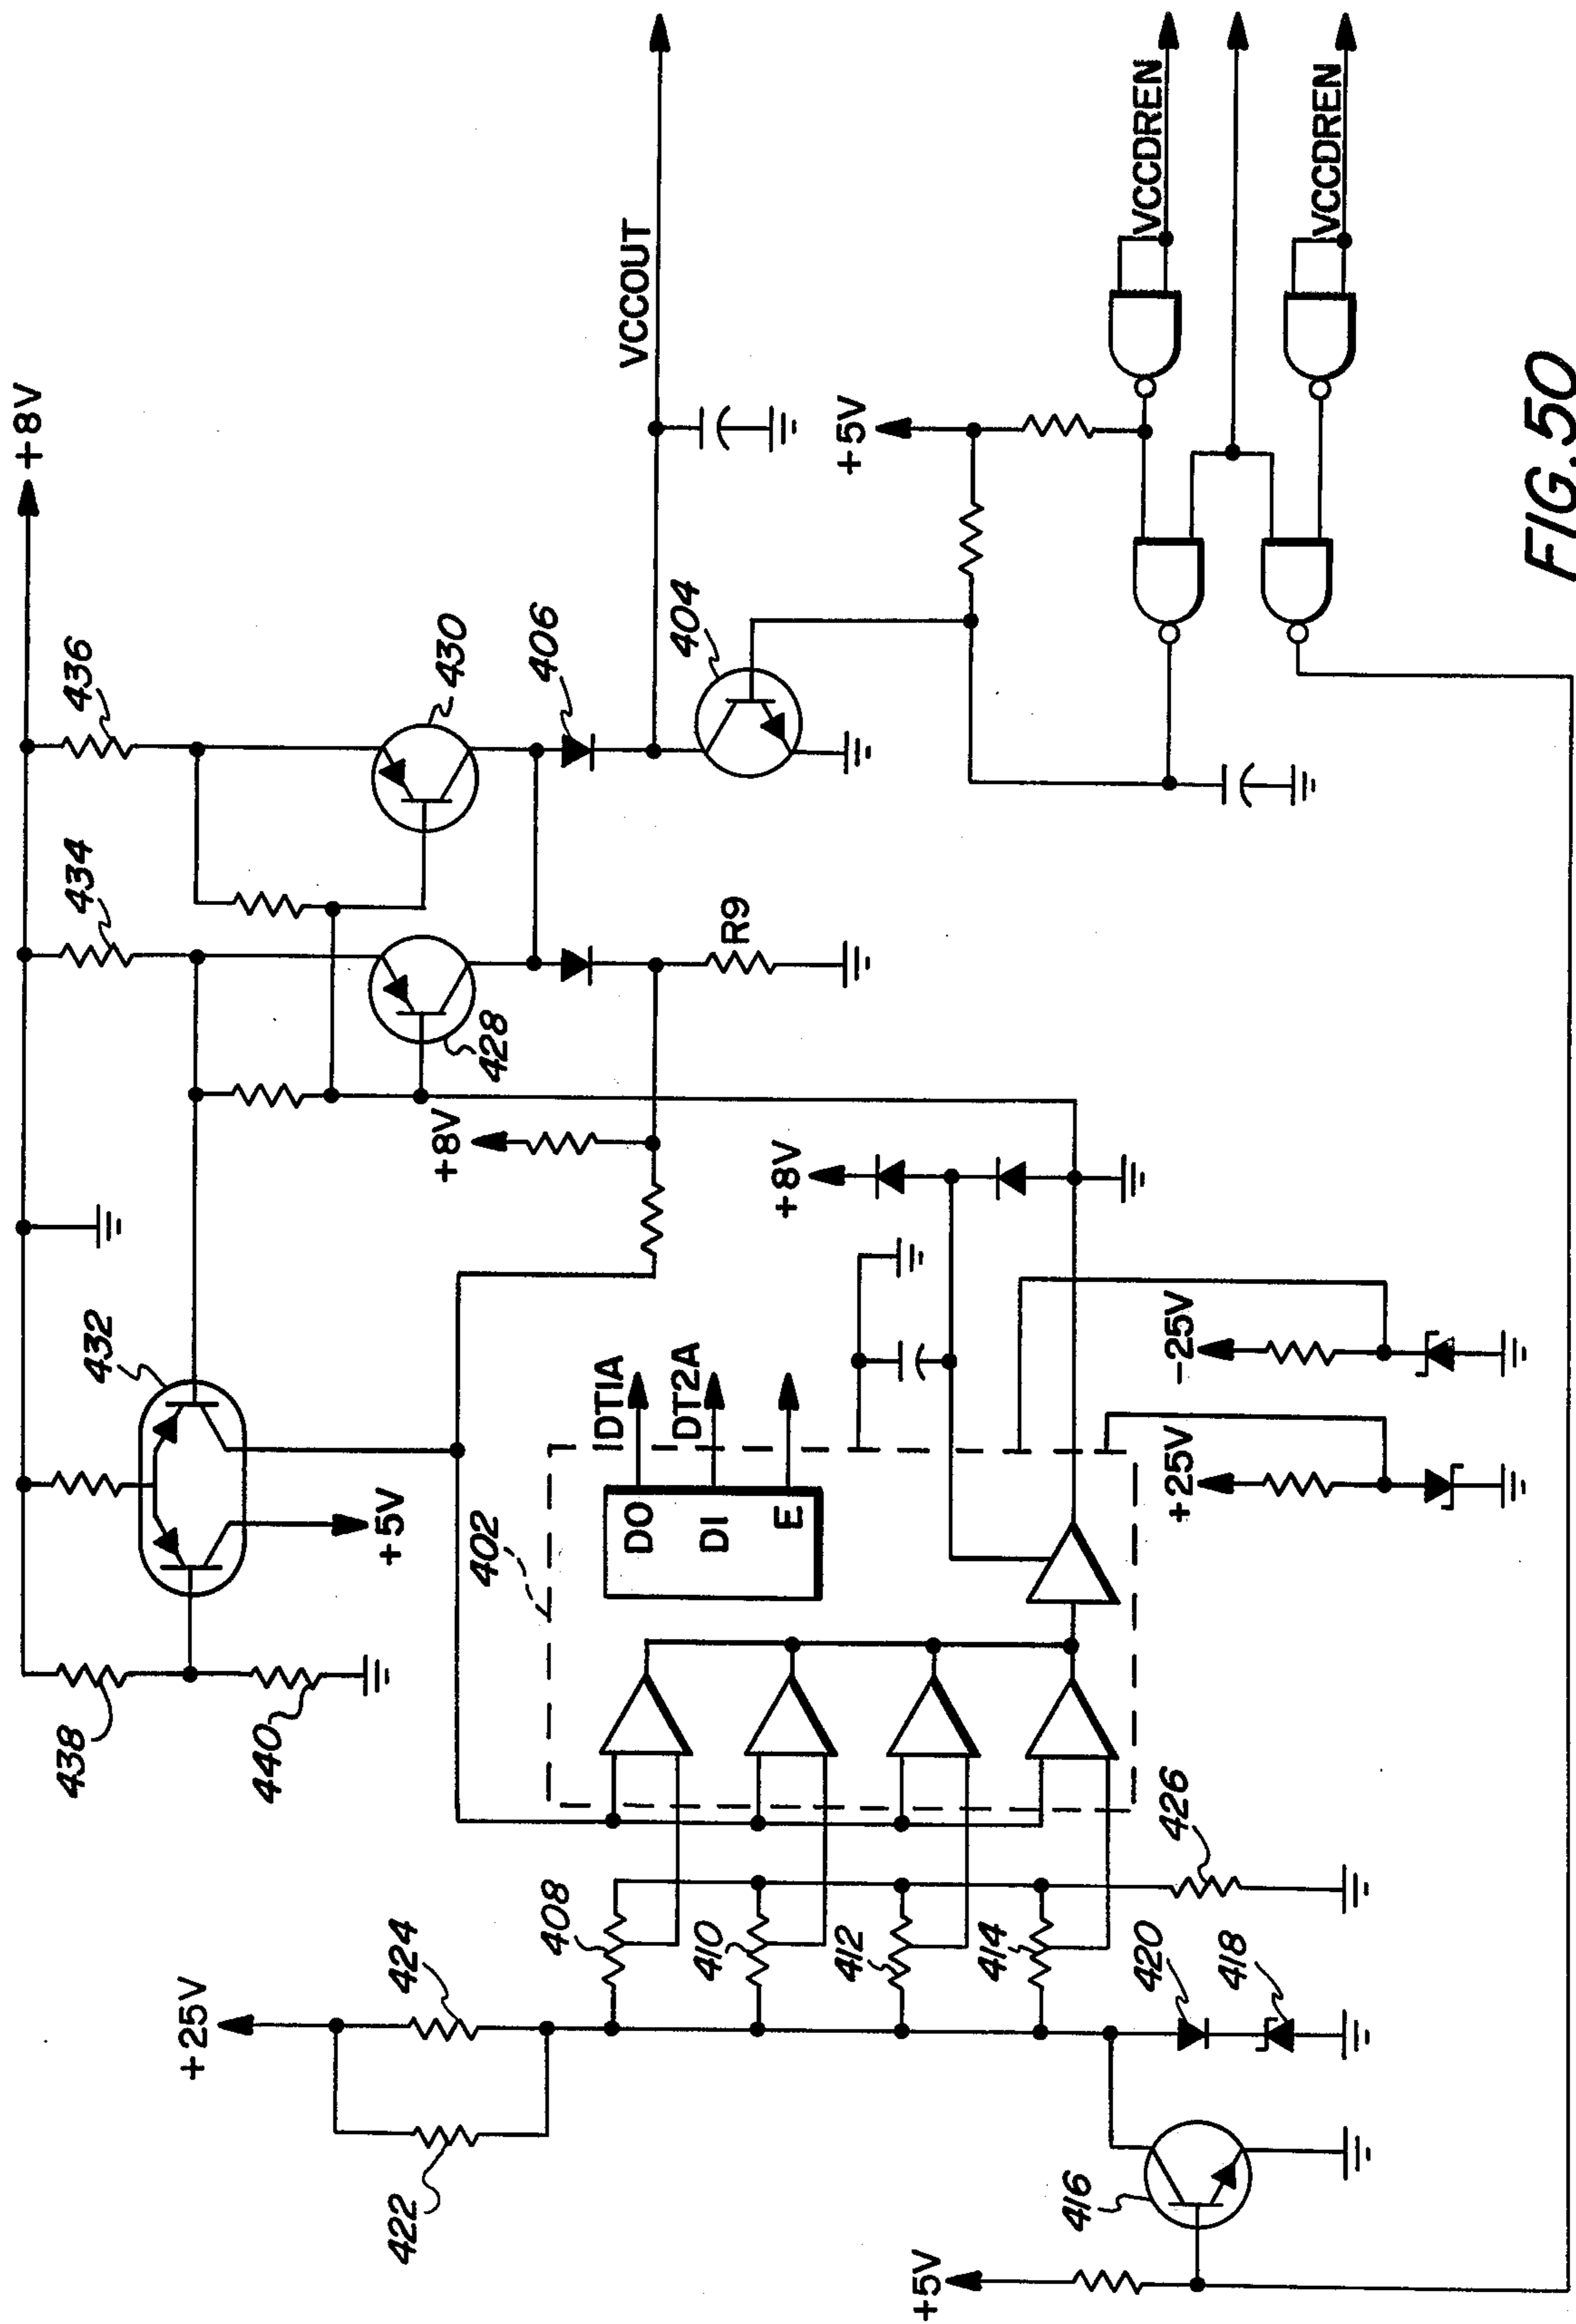 +8V
436
434
432
438
440
430
406
428
404
VCCOUT
R9
+8V
+5V
+5V
+8V
402
DT1A
DT2A
DO
DI
E
-25V
+25V
VCCDREN
VCCDREN
+25V
424
422
408
410
412
414
426
420
418
416
+5V
FIG.50